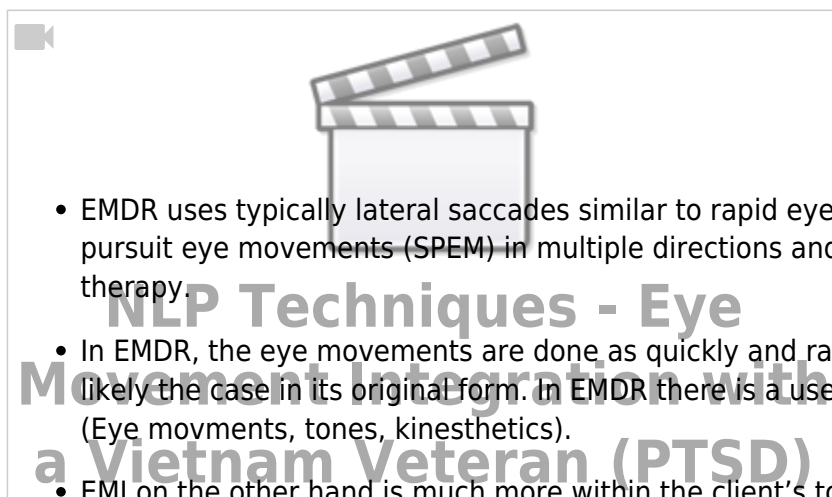 • EMDR uses typically lateral saccades similar to rapid eye
pursuit eye movements (SPEM) in multiple directions and
therapy.
NLP Techniques - Eye
• In EMDR, the eye movements are done as quickly and ra
Movement Integration with
likely the case in its original form. In EMDR there is a use
(Eye movments, tones, kinesthetics).
a Vietnam Veteran (PTSD)
• EMI on the other hand is much more within the client's to